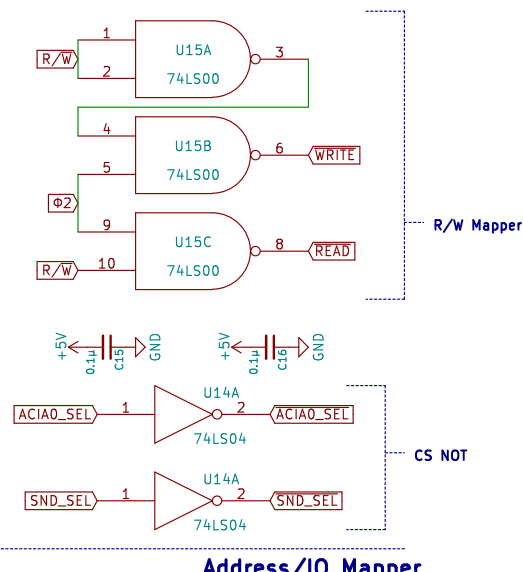 1
U15A
3
R/W̅
2
74LS00
4
U15B
6
WRITE
5
74LS00
Φ2
9
U15C
8
READ
R/W̅
10
74LS00
R/W Mapper
+5V
0.1µ
C15
GND
+5V
0.1µ
C16
GND
U14A
ACIA0_SEL
1
2
ACIA0_SEL
74LS04
CS NOT
U14A
SND_SEL
1
2
SND_SEL
74LS04
Address/IO Mapper